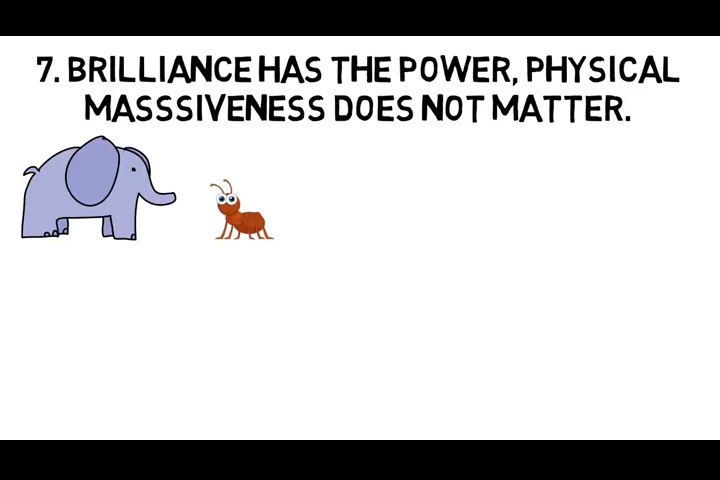 7. BRILLIANCE HAS THE POWER, PHYSICAL
MASSSIVENESS DOES NOT MATTER.